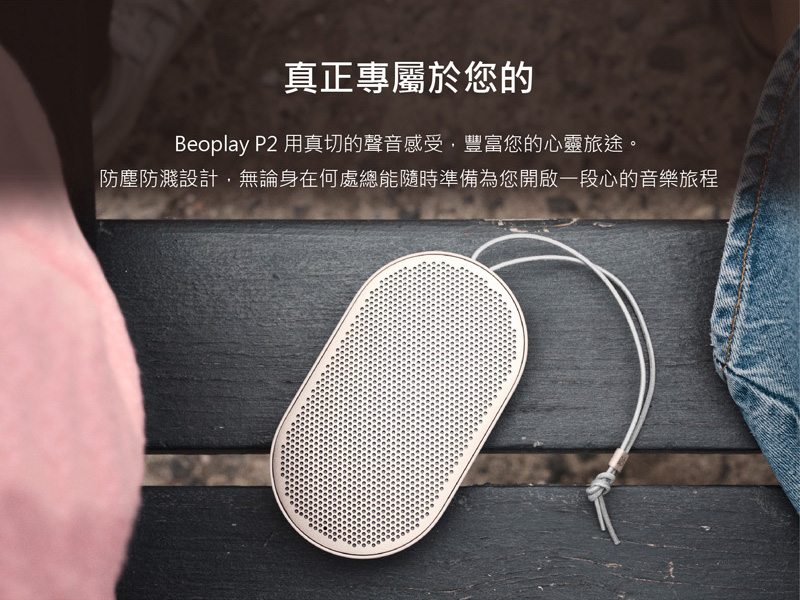 真正專屬於您的
Beoplay P2 用真切的聲音感受，豐富您的心靈旅途。
防塵防濺設計，無論身在何處總能隨時準備為您開啟一段心的音樂旅程